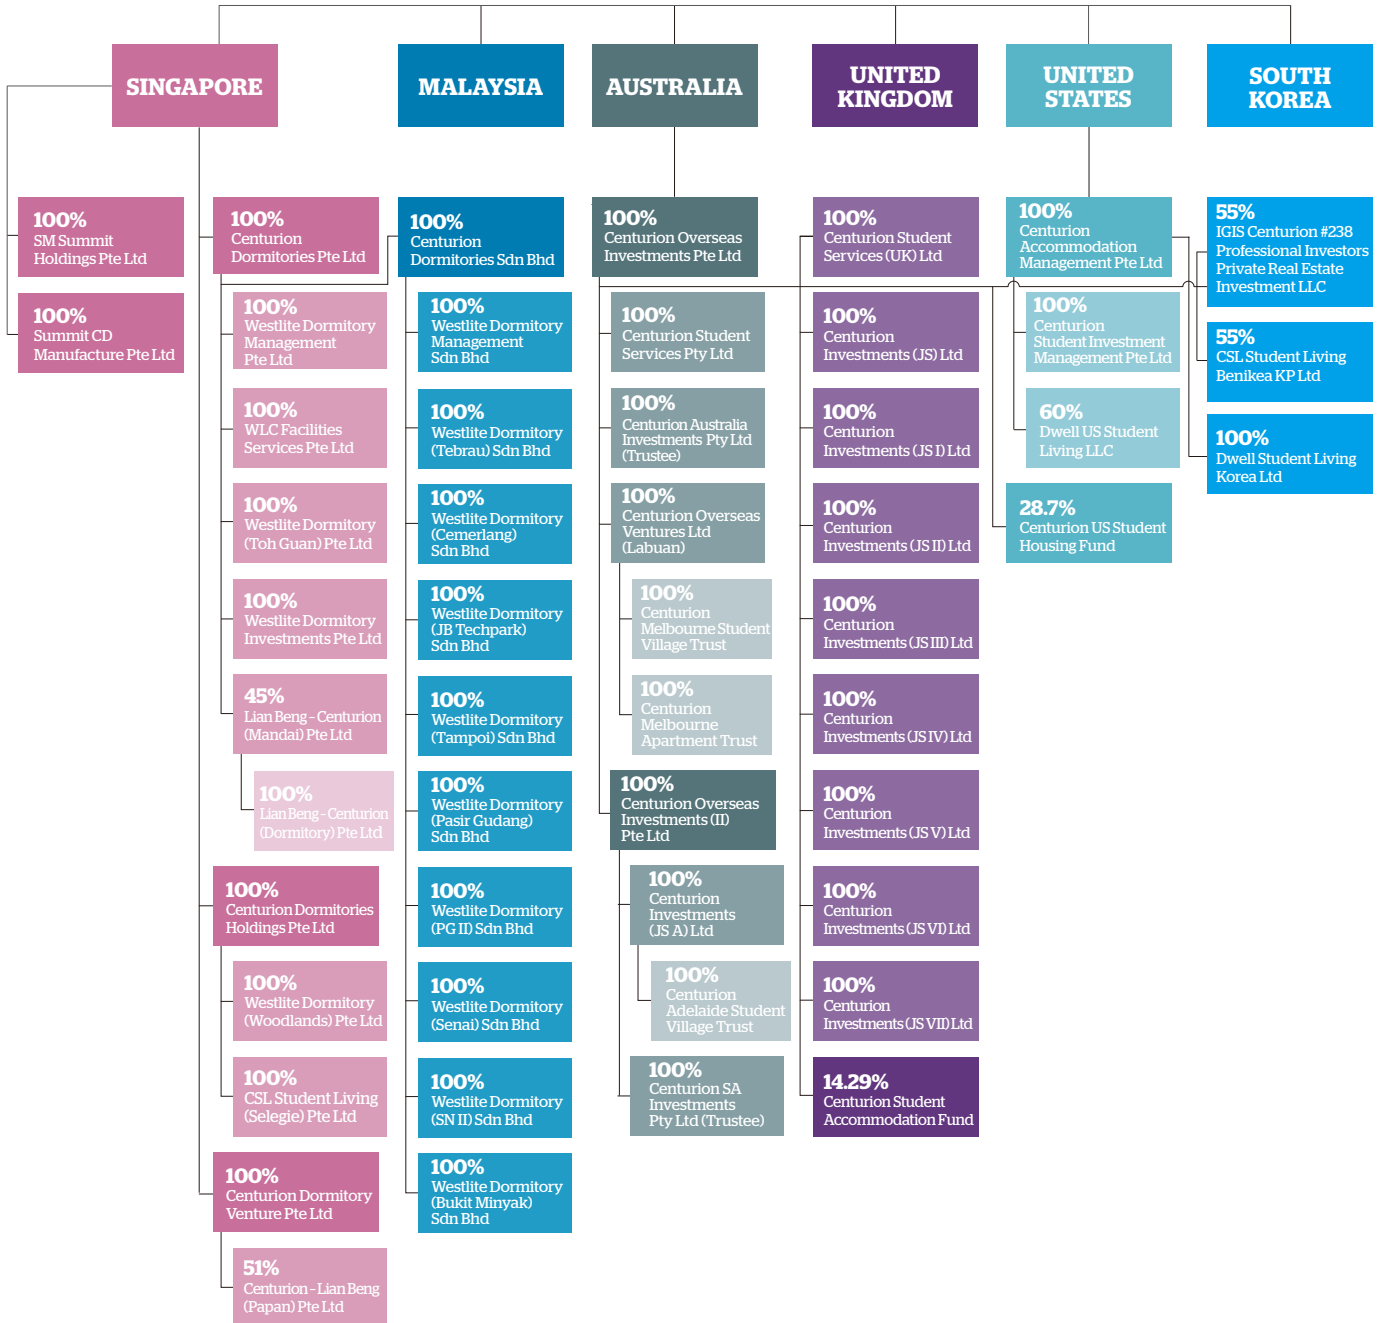 SINGAPORE
MALAYSIA
AUSTRALIA
UNITED
KINGDOM
UNITED
STATES
SOUTH
KOREA
100%
SM Summit
Holdings Pte Ltd
100%
Summit CD
Manufacture Pte Ltd
100%
Centurion
Dormitories Pte Ltd
100%
Westlite Dormitory
Management
Pte Ltd
100%
WLC Facilities
Services Pte Ltd
100%
Westlite Dormitory
(Toh Guan) Pte Ltd
100%
Westlite Dormitory
Investments Pte Ltd
45%
Lian Beng – Centurion
(Mandai) Pte Ltd
100%
Lian Beng – Centurion
(Dormitory) Pte Ltd
100%
Centurion Dormitories
Holdings Pte Ltd
100%
Westlite Dormitory
(Woodlands) Pte Ltd
100%
CSL Student Living
(Selegie) Pte Ltd
100%
Centurion Dormitory
Venture Pte Ltd
51%
Centurion – Lian Beng
(Papan) Pte Ltd
100%
Centurion
Dormitories Sdn Bhd
100%
Westlite Dormitory
Management
Sdn Bhd
100%
Westlite Dormitory
(Tebrau) Sdn Bhd
100%
Westlite Dormitory
(Cemerlang)
Sdn Bhd
100%
Westlite Dormitory
(JB Techpark)
Sdn Bhd
100%
Westlite Dormitory
(Tampoi) Sdn Bhd
100%
Westlite Dormitory
(Pasir Gudang)
Sdn Bhd
100%
Westlite Dormitory
(PG II) Sdn Bhd
100%
Westlite Dormitory
(Senai) Sdn Bhd
100%
Westlite Dormitory
(SN II) Sdn Bhd
100%
Westlite Dormitory
(Bukit Minyak)
Sdn Bhd
100%
Centurion Overseas
Investments Pte Ltd
100%
Centurion Student
Services Pty Ltd
100%
Centurion Australia
Investments Pty Ltd
(Trustee)
100%
Centurion Overseas
Ventures Ltd
(Labuan)
100%
Centurion
Melbourne Student
Village Trust
100%
Centurion
Melbourne
Apartment Trust
100%
Centurion Overseas
Investments (II)
Pte Ltd
100%
Centurion
Investments
(JS A) Ltd
100%
Centurion
Adelaide Student
Village Trust
100%
Centurion SA
Investments
Pty Ltd (Trustee)
100%
Centurion Student
Services (UK) Ltd
100%
Centurion
Investments (JS) Ltd
100%
Centurion
Investments (JS I) Ltd
100%
Centurion
Investments (JS II) Ltd
100%
Centurion
Investments (JS III) Ltd
100%
Centurion
Investments (JS IV) Ltd
100%
Centurion
Investments (JS V) Ltd
100%
Centurion
Investments (JS VI) Ltd
100%
Centurion
Investments (JS VII) Ltd
14.29%
Centurion Student
Accommodation Fund
100%
Centurion
Accommodation
Management Pte Ltd
100%
Centurion
Student Investment
Management Pte Ltd
60%
Dwell US Student
Living LLC
28.7%
Centurion US Student
Housing Fund
55%
IGIS Centurion #238
Professional Investors
Private Real Estate
Investment LLC
55%
CSL Student Living
Benikea KP Ltd
100%
Dwell Student Living
Korea Ltd